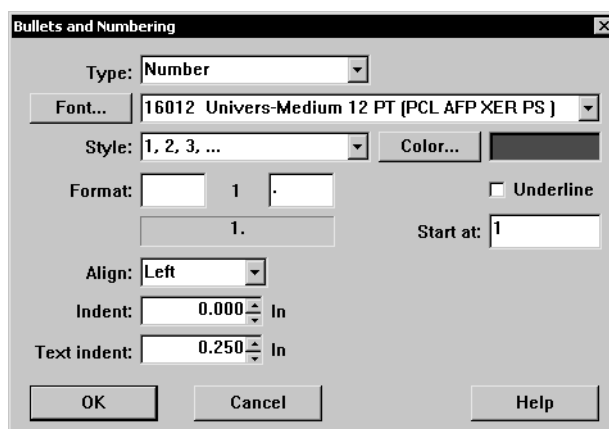 Bullets and Numbering
Type: Number
Font... 16012 Univers-Medium 12 PT (PCL AFP XER PS )
Style: 1, 2, 3, ... Color...
Format: 1 . Underline
1. Start at: 1
Align: Left
Indent: 0.000 In
Text indent: 0.250 In
OK Cancel Help